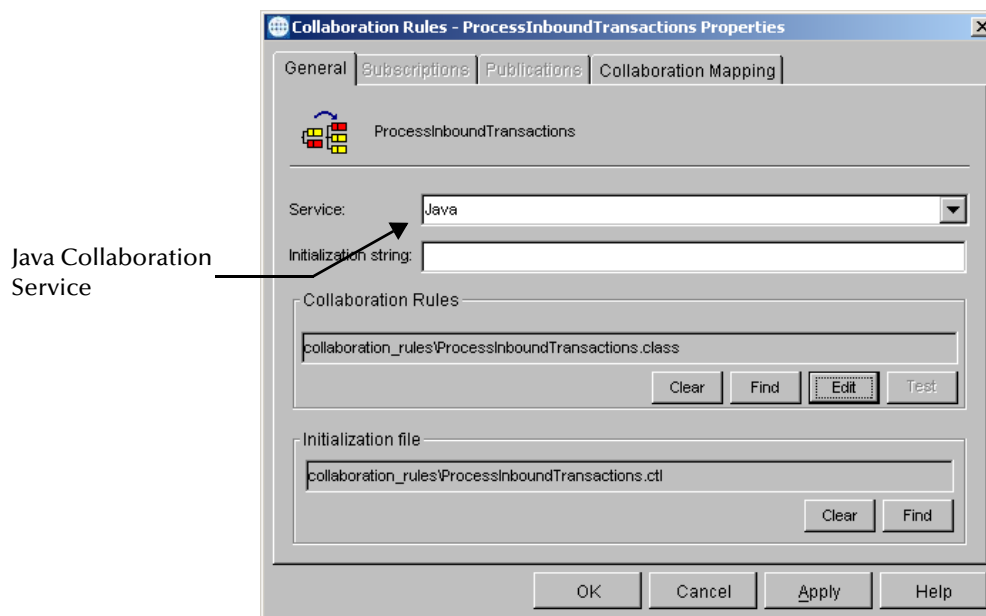 Collaboration Rules - ProcessInboundTransactions Properties
General Subscriptions Publications Collaboration Mapping
ProcessInboundTransactions
Service: Java
Java Collaboration
Service
Initialization string:
Collaboration Rules
collaboration_rules\ProcessInboundTransactions.class
Clear Find Edit Test
Initialization file
collaboration_rules\ProcessInboundTransactions.ctl
Clear Find
OK Cancel Apply Help